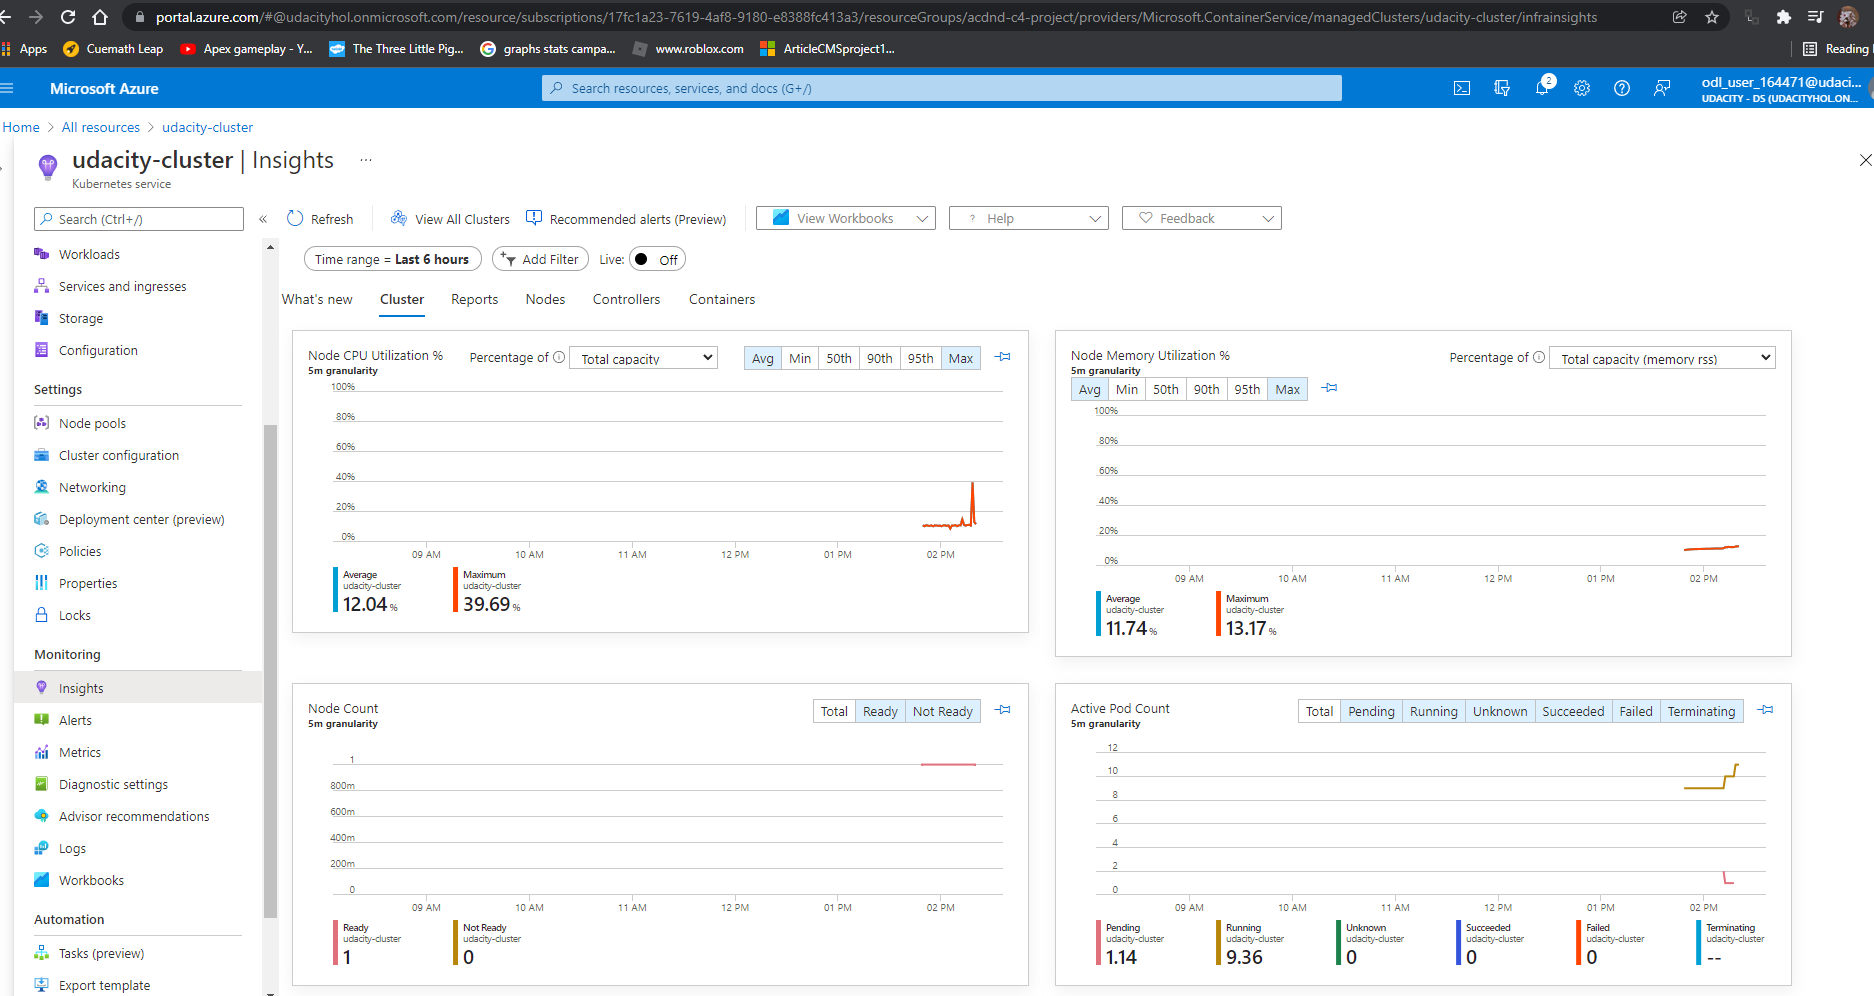 portal.azure.com/#@udacityhol.onmicrosoft.com/resource/subscriptions/17fc1a23-7619-4af8-9180-e8388fc413a3/resourceGroups/acdnd-c4-project/providers/Microsoft.ContainerService/managedClusters/udacity-cluster/infrainsights
Apps Cuemath Leap Apex gameplay - Y... The Three Little Pig... graphs stats campa... www.roblox.com ArticleCMSproject1... Reading
Microsoft Azure Search resources, services, and docs (G+/) 2 odl_user_164471@udaci...
UDACITY - DS (UDACITYHOL.ON...
Home > All resources > udacity-cluster
udacity-cluster | Insights ...
Kubernetes service
Search (Ctrl+/) « Refresh View All Clusters Recommended alerts (Preview) View Workbooks ? Help Feedback
Time range = Last 6 hours Add Filter Live: Off
What's new Cluster Reports Nodes Controllers Containers
Workloads
Services and ingresses
Storage
Configuration
Settings
Node pools
Cluster configuration
Networking
Deployment center (preview)
Policies
Properties
Locks
Monitoring
Insights
Alerts
Metrics
Diagnostic settings
Advisor recommendations
Logs
Workbooks
Automation
Tasks (preview)
Export template
Node CPU Utilization % Percentage of Total capacity Avg Min 50th 90th 95th Max
5m granularity
100%
80%
60%
40%
20%
0%
09 AM 10 AM 11 AM 12 PM 01 PM 02 PM
Average Maximum
udacity-cluster udacity-cluster
12.04 % 39.69 %
Node Memory Utilization % Percentage of Total capacity (memory rss)
5m granularity
Avg Min 50th 90th 95th Max
100%
80%
60%
40%
20%
0%
09 AM 10 AM 11 AM 12 PM 01 PM 02 PM
Average Maximum
udacity-cluster udacity-cluster
11.74 % 13.17 %
Node Count Total Ready Not Ready
5m granularity
1
800m
600m
400m
200m
0
09 AM 10 AM 11 AM 12 PM 01 PM 02 PM
Ready Not Ready
udacity-cluster udacity-cluster
1 0
Active Pod Count Total Pending Running Unknown Succeeded Failed Terminating
5m granularity
12
10
8
6
4
2
0
09 AM 10 AM 11 AM 12 PM 01 PM 02 PM
Pending Running Unknown Succeeded Failed Terminating
udacity-cluster udacity-cluster udacity-cluster udacity-cluster udacity-cluster udacity-cluster
1.14 9.36 0 0 0 --